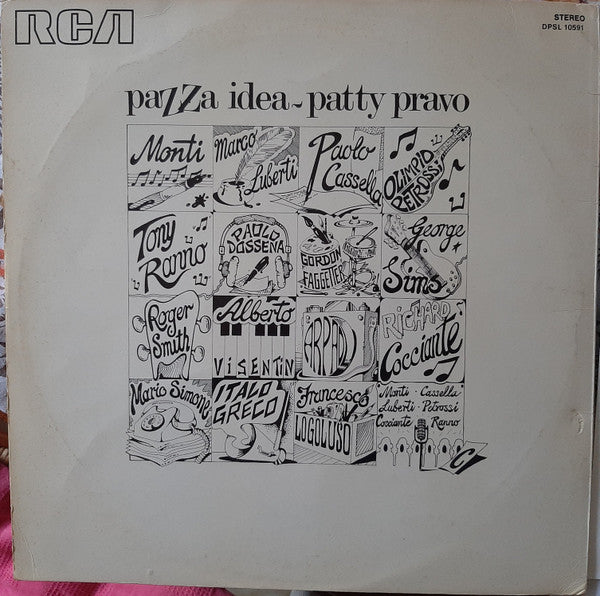 RCA
STEREO
DPSL 10591
pazza idea~patty pravo
Monti
Marco
Luberti
Paolo
Cassella
OLIMPIO
PETROSSI
Tony
Ranno
PAOLO
DOSSENA
GORDON
FAGGETTER
George
Sims
Roger
Smith
Alberto
VISENTIN
RICHARD
Cocciante
Mario Simone
ITALO
GRECO
Francesco
LOGOLUSO
Monti - Cassella
Luberti - Petrossi
Cosciante Ranno